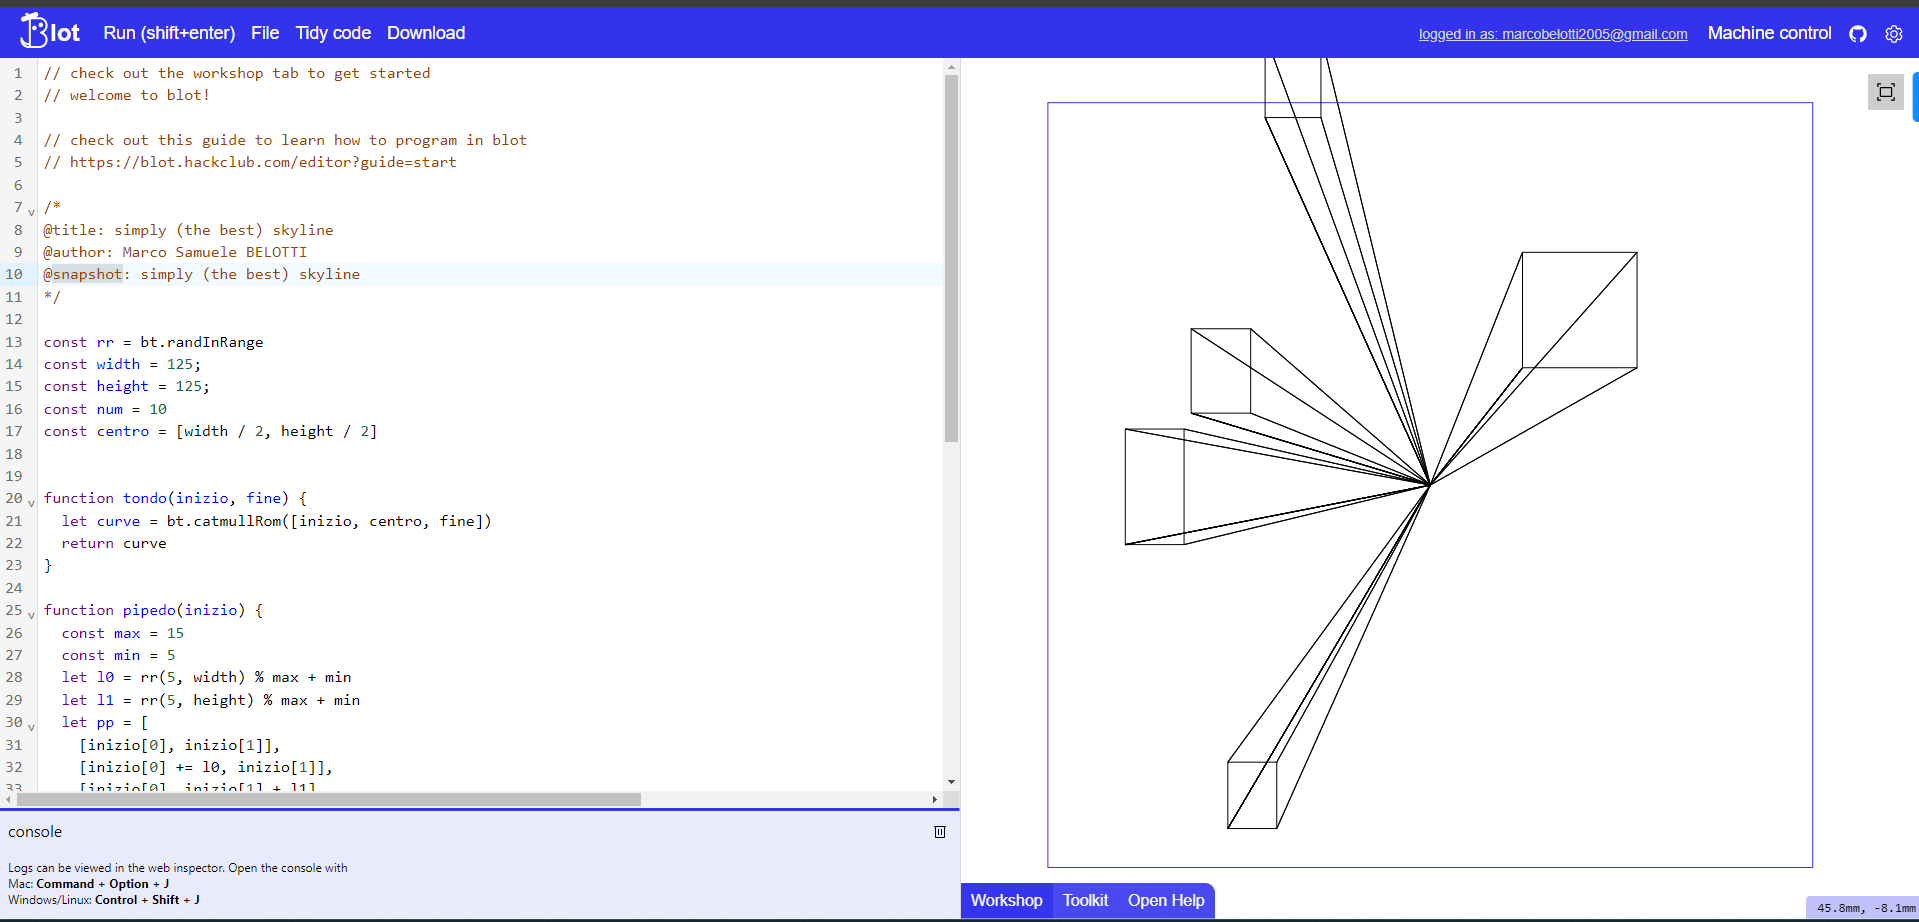 Blot
Run (shift+enter) File Tidy code Download
logged in as: marcobelotti2005@gmail.com Machine control
1 // check out the workshop tab to get started
2 // welcome to blot!
3
4 // check out this guide to learn how to program in blot
5 // https://blot.hackclub.com/editor?guide=start
6
7 /*
8 @title: simply (the best) skyline
9 @author: Marco Samuele BELOTTI
10 @snapshot: simply (the best) skyline
11 */
12
13 const rr = bt.randInRange
14 const width = 125;
15 const height = 125;
16 const num = 10
17 const centro = [width / 2, height / 2]
18
19
20 function tondo(inizio, fine) {
21 let curve = bt.catmullRom([inizio, centro, fine])
22 return curve
23 }
24
25 function pipedo(inizio) {
26 const max = 15
27 const min = 5
28 let l0 = rr(5, width) % max + min
29 let l1 = rr(5, height) % max + min
30 let pp = [
31 [inizio[0], inizio[1]],
32 [inizio[0] += l0, inizio[1]],
33 [inizio[0], inizio[1] + l1]
console
Logs can be viewed in the web inspector. Open the console with
Mac: Command + Option + J
Windows/Linux: Control + Shift + J
Workshop Toolkit Open Help
45.8mm, -8.1mm